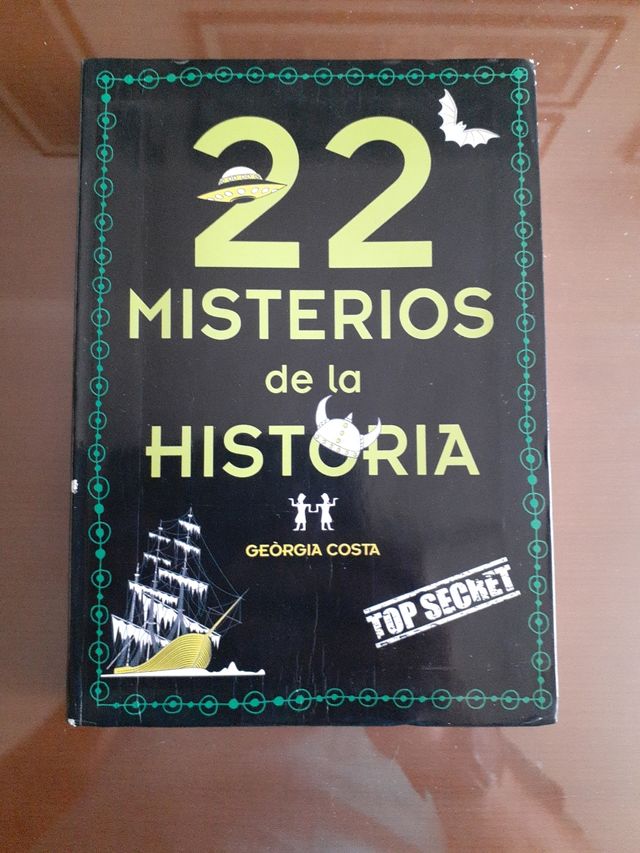 22
MISTERIOS
de la
HISTORIA
GEÒRGIA COSTA
TOP SECRET